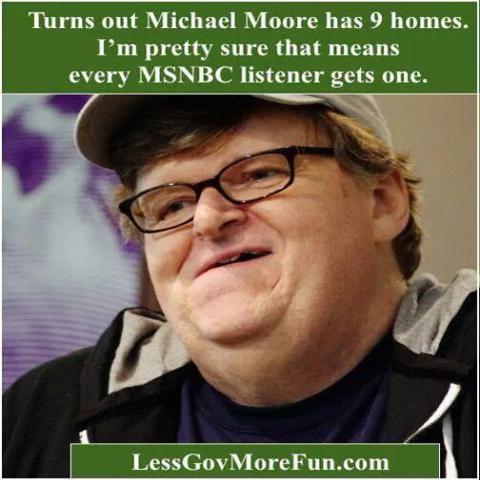 Turns out Michael Moore has 9 homes.
I'm pretty sure that means
every MSNBC listener gets one.
LessGovMoreFun.com